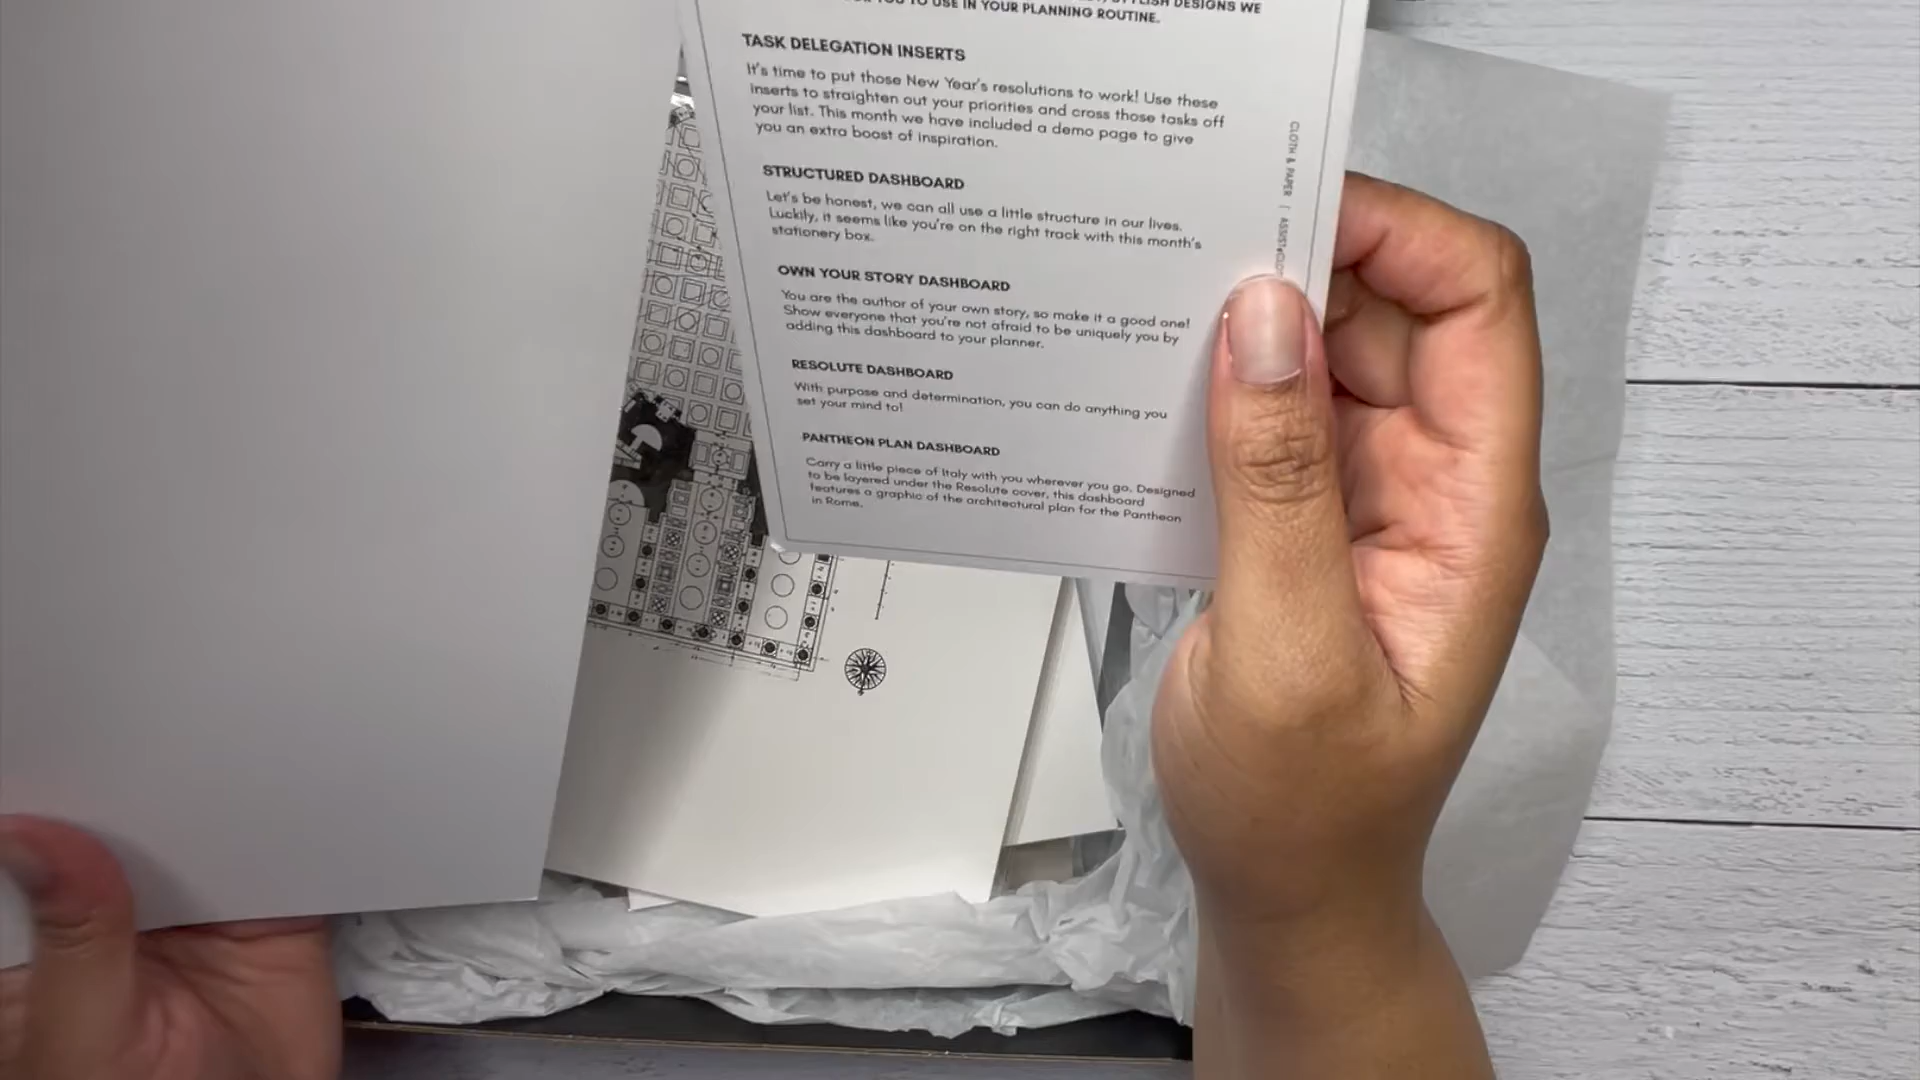 DESIGNS WE
TO USE IN YOUR PLANNING ROUTINE.
TASK DELEGATION INSERTS
It's time to put those New Year's resolutions to work! Use these
inserts to straighten out your priorities and cross those tasks off
your list. This month we have included a demo page to give
you an extra boost of inspiration.
STRUCTURED DASHBOARD
Let's be honest, we can all use a little structure in our lives.
Luckily, it seems like you're on the right track with this month's
stationery box.
OWN YOUR STORY DASHBOARD
You are the author of your own story, so make it a good one!
Show everyone that you're not afraid to be uniquely you by
adding this dashboard to your planner.
RESOLUTE DASHBOARD
With purpose and determination, you can do anything you
set your mind to!
PANTHEON PLAN DASHBOARD
Carry a little piece of Italy with you wherever you go. Designed
to be layered under the Resolute cover, this dashboard
features a graphic of the architectural plan for the Pantheon
in Rome.
CLOTH & PAPER |